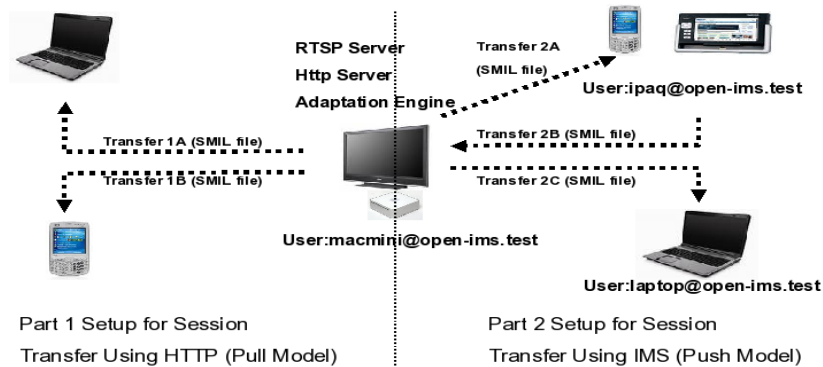 RTSP Server
Http Server
Adaptation Engine
Transfer 2A
(SMIL file)
User:ipaq@open-ims.test
Transfer 1A (SMIL file)
Transfer 1B (SMIL file)
Transfer 2B (SMIL file)
Transfer 2C (SMIL file)
User:macmini@open-ims.test
User:laptop@open-ims.test
Part 1 Setup for Session
Transfer Using HTTP (Pull Model)
Part 2 Setup for Session
Transfer Using IMS (Push Model)